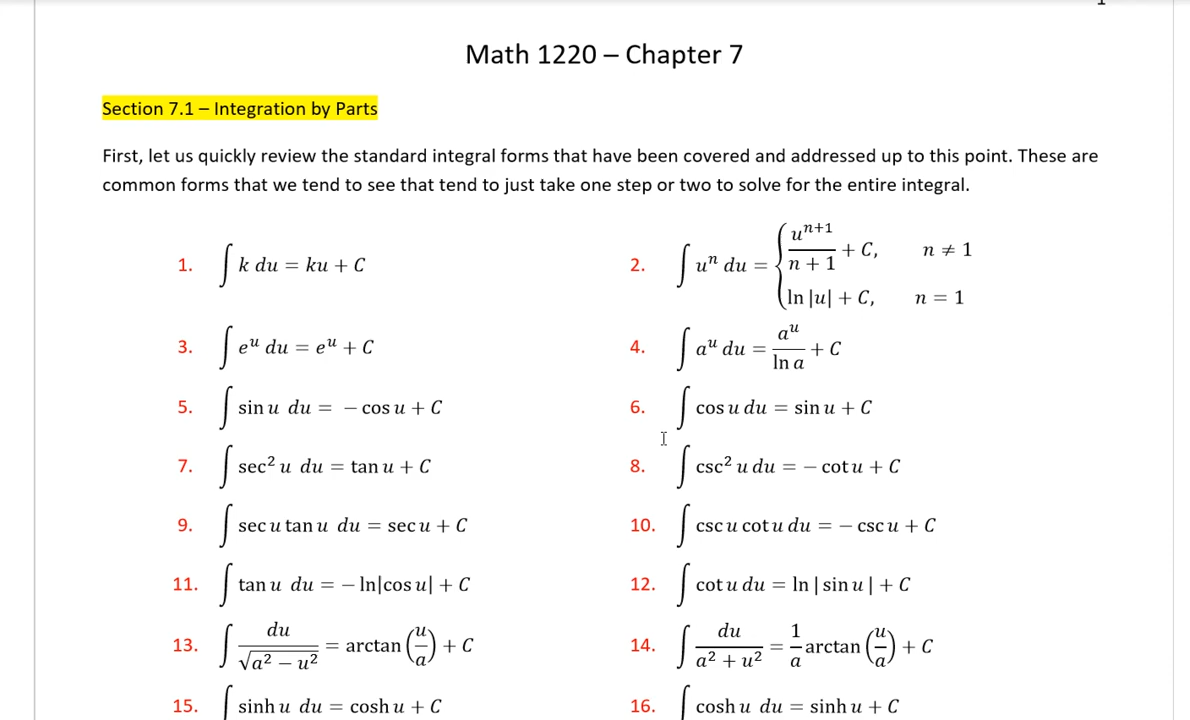 1
Math 1220 – Chapter 7
Section 7.1 – Integration by Parts
First, let us quickly review the standard integral forms that have been covered and addressed up to this point. These are
common forms that we tend to see that tend to just take one step or two to solve for the entire integral.
1. ∫ k du = ku + C
2. ∫ uⁿ du = { uⁿ⁺¹/(n + 1) + C, n ≠ 1
ln |u| + C, n = 1
3. ∫ eᵘ du = eᵘ + C
4. ∫ aᵘ du = aᵘ/ln a + C
5. ∫ sin u du = − cos u + C
6. ∫ cos u du = sin u + C
7. ∫ sec² u du = tan u + C
8. ∫ csc² u du = − cot u + C
9. ∫ sec u tan u du = sec u + C
10. ∫ csc u cot u du = − csc u + C
11. ∫ tan u du = − ln|cos u| + C
12. ∫ cot u du = ln | sin u | + C
13. ∫ du/√(a² − u²) = arctan (u/a) + C
14. ∫ du/(a² + u²) = 1/a arctan (u/a) + C
15. ∫ sinh u du = cosh u + C
16. ∫ cosh u du = sinh u + C